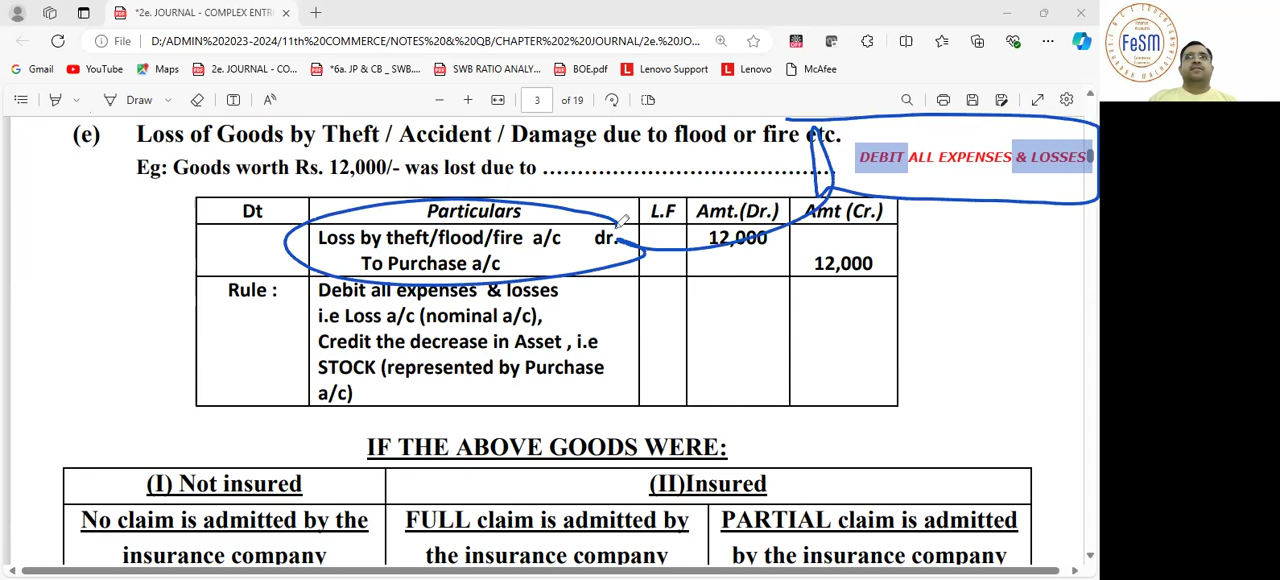 *2e. JOURNAL - COMPLEX ENTR
File
D:/ADMIN%202023-2024/11th%20COMMERCE/NOTES
QB/CHAPTER%202%20JOURNAL/2e.%20JO...
Gmail
YouTube
Maps
2e. JOURNAL - CO...
*6a. JP & CB _ SWB....
SWS RATIO ANALY...
BOE.pdf
Lenovo Support
Lenovo
McAfee
Draw
3
of 19
FeSM
(e) Loss of Goods by Theft / Accident / Damage due to flood or fire etc.
DEBIT ALL EXPENSES & LOSSES
Eg: Goods worth Rs. 12,000/- was lost due to ……………………………………..
Dt Particulars L.F Amt.(Dr.) Amt (Cr.)
Loss by theft/flood/fire a/c dr. 12,000
To Purchase a/c 12,000
Rule : Debit all expenses & losses
i.e Loss a/c (nominal a/c),
Credit the decrease in Asset , i.e
STOCK (represented by Purchase
a/c)
IF THE ABOVE GOODS WERE:
(I) Not insured (II)Insured
No claim is admitted by the FULL claim is admitted by PARTIAL claim is admitted
insurance company the insurance company by the insurance company